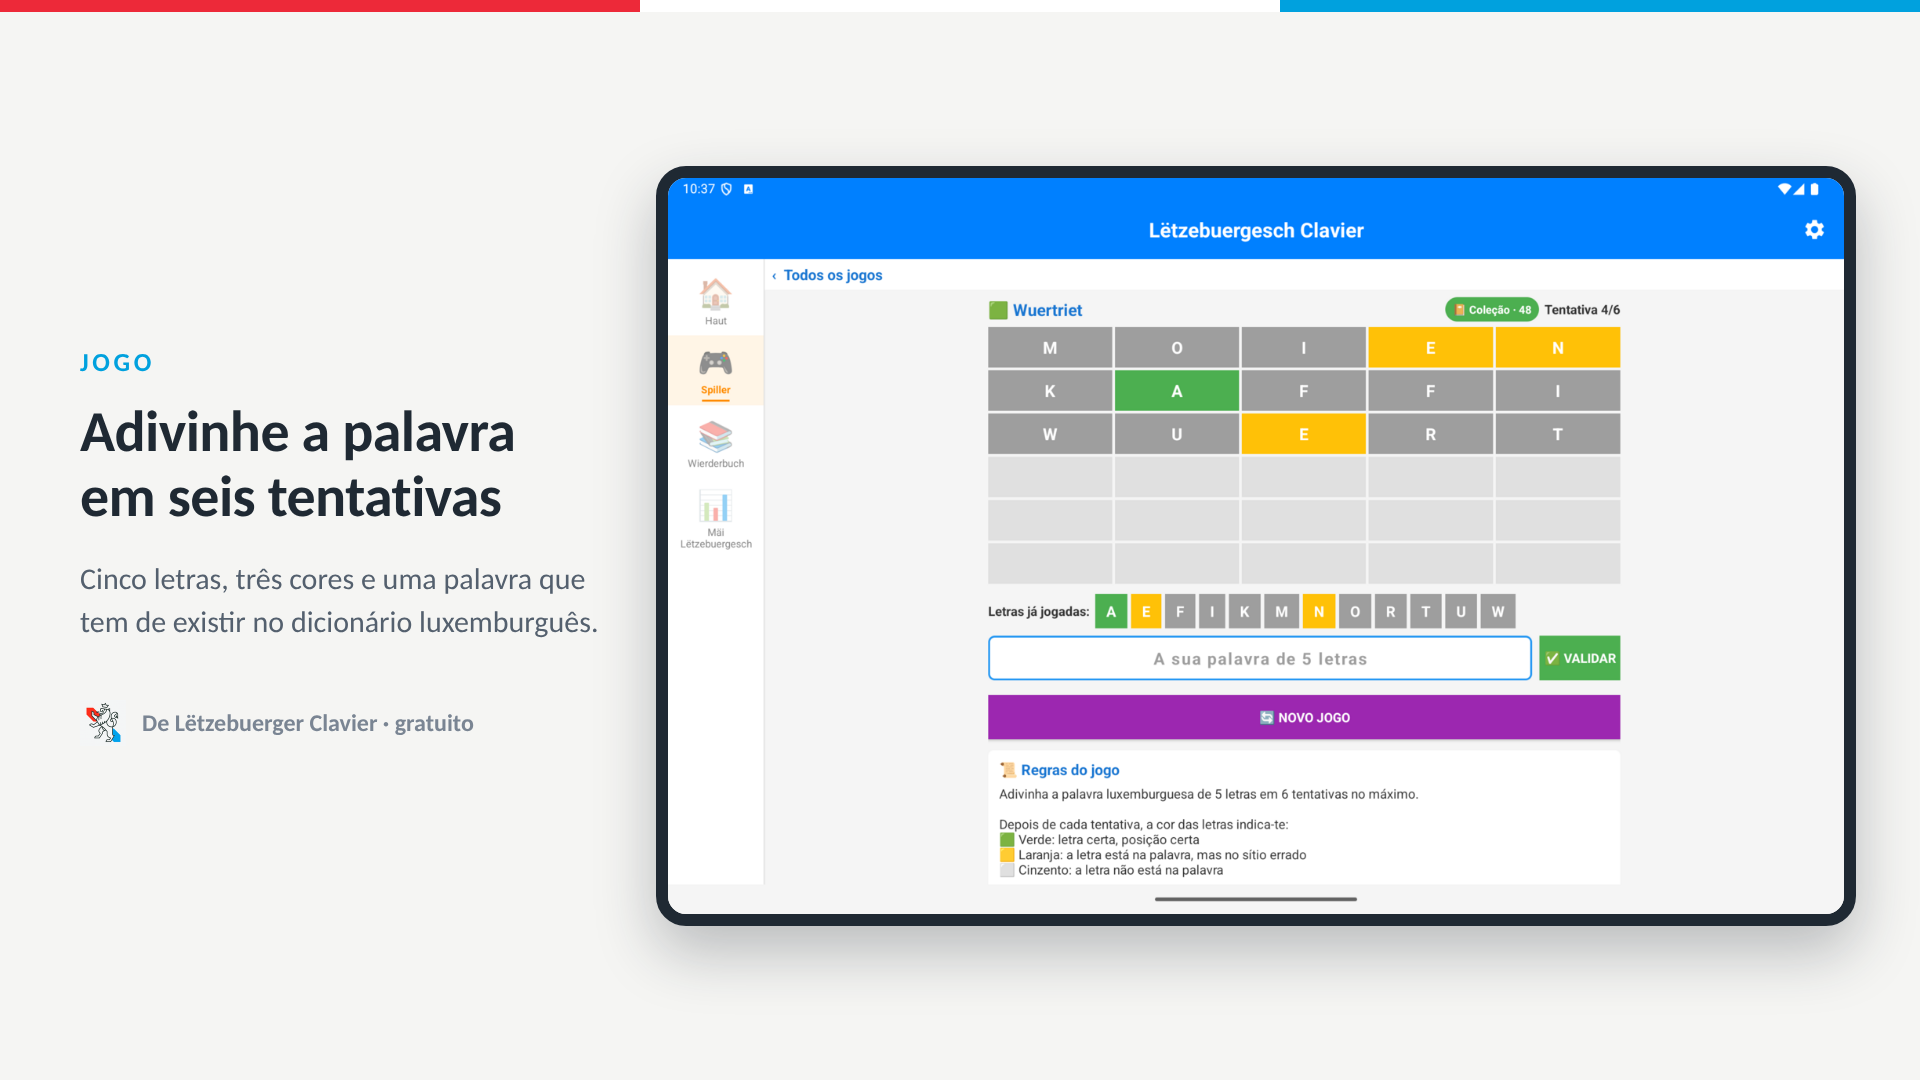 JOGO
Adivinhe a palavra
em seis tentativas
Cinco letras, três cores e uma palavra que
tem de existir no dicionário luxemburguês.
De Lëtzebuerger Clavier · gratuito
10:37
Lëtzebuergesch Clavier
Haut
Spiller
Wierderbuch
Mäi
Lëtzebuergesch
‹ Todos os jogos
Wuertriet
Coleção · 48
Tentativa 4/6
M O I E N
K A F F I
W U E R T
Letras já jogadas: A E F I K M N O R T U W
A sua palavra de 5 letras
VALIDAR
NOVO JOGO
Regras do jogo
Adivinha a palavra luxemburguesa de 5 letras em 6 tentativas no máximo.
Depois de cada tentativa, a cor das letras indica-te:
Verde: letra certa, posição certa
Laranja: a letra está na palavra, mas no sítio errado
Cinzento: a letra não está na palavra